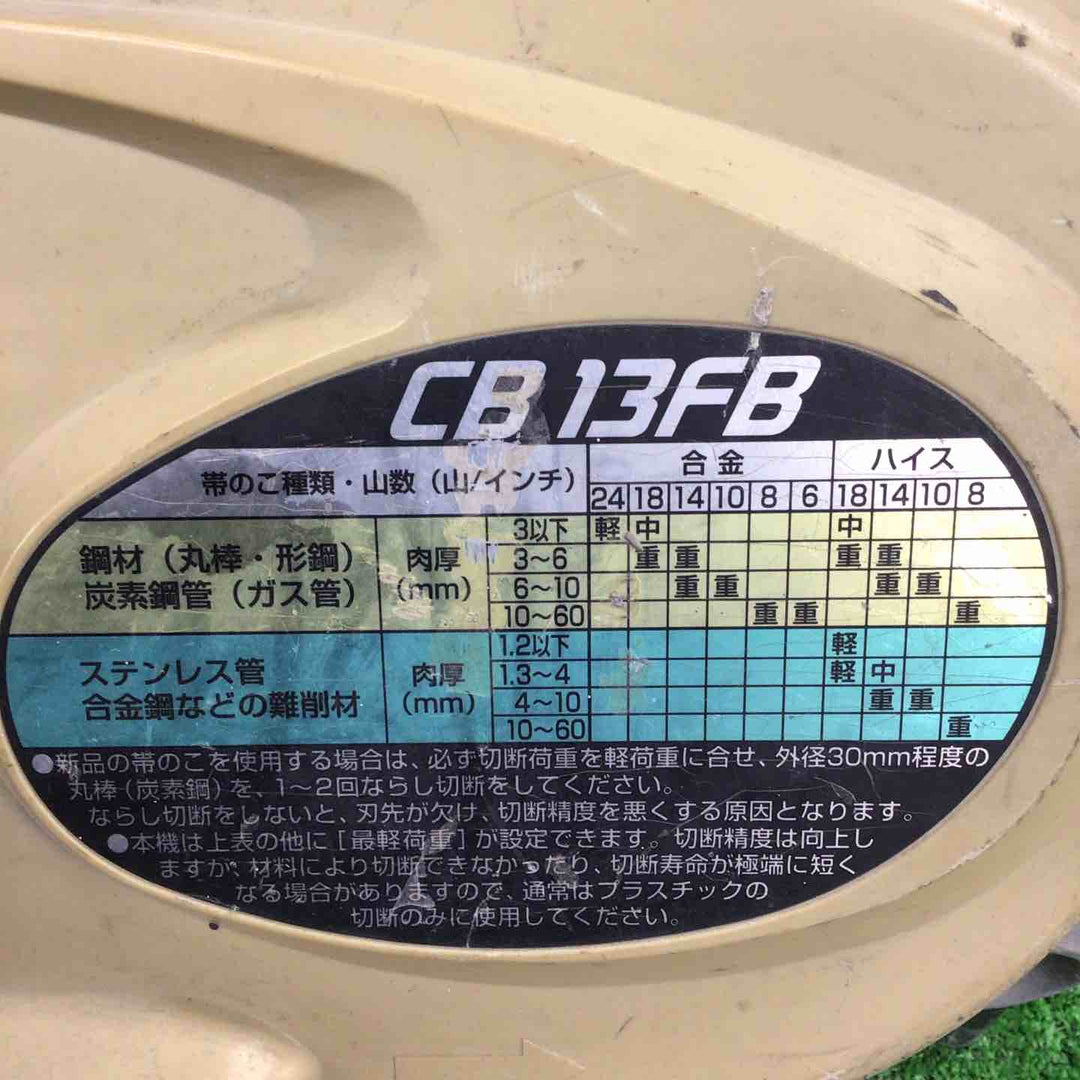 CB 13FB
帯のこ種類・山数（山/インチ） 合金 ハイス
24 18 14 10 8 6 18 14 10 8
鋼材（丸棒・形鋼）
炭素鋼管（ガス管）
肉厚
(mm)
3以下 軽 中 中
3～6 重 重 重 重
6～10 重 重 重 重
10～60 重 重 重
ステンレス管
合金鋼などの難削材
肉厚
(mm)
1.2以下 軽
1.3～4 軽 中
4～10 重 重
10～60 重
●新品の帯のこを使用する場合は、必ず切断荷重を軽荷重に合せ、外径30mm程度の
丸棒（炭素鋼）を、1～2回ならし切断をしてください。
ならし切断をしないと、刃先が欠け、切断精度を悪くする原因となります。
●本機は上表の他に［最軽荷重］が設定できます。切断精度は向上し
ますが、材料により切断できなかったり、切断寿命が極端に短く
なる場合がありますので、通常はプラスチックの
切断のみに使用してください。